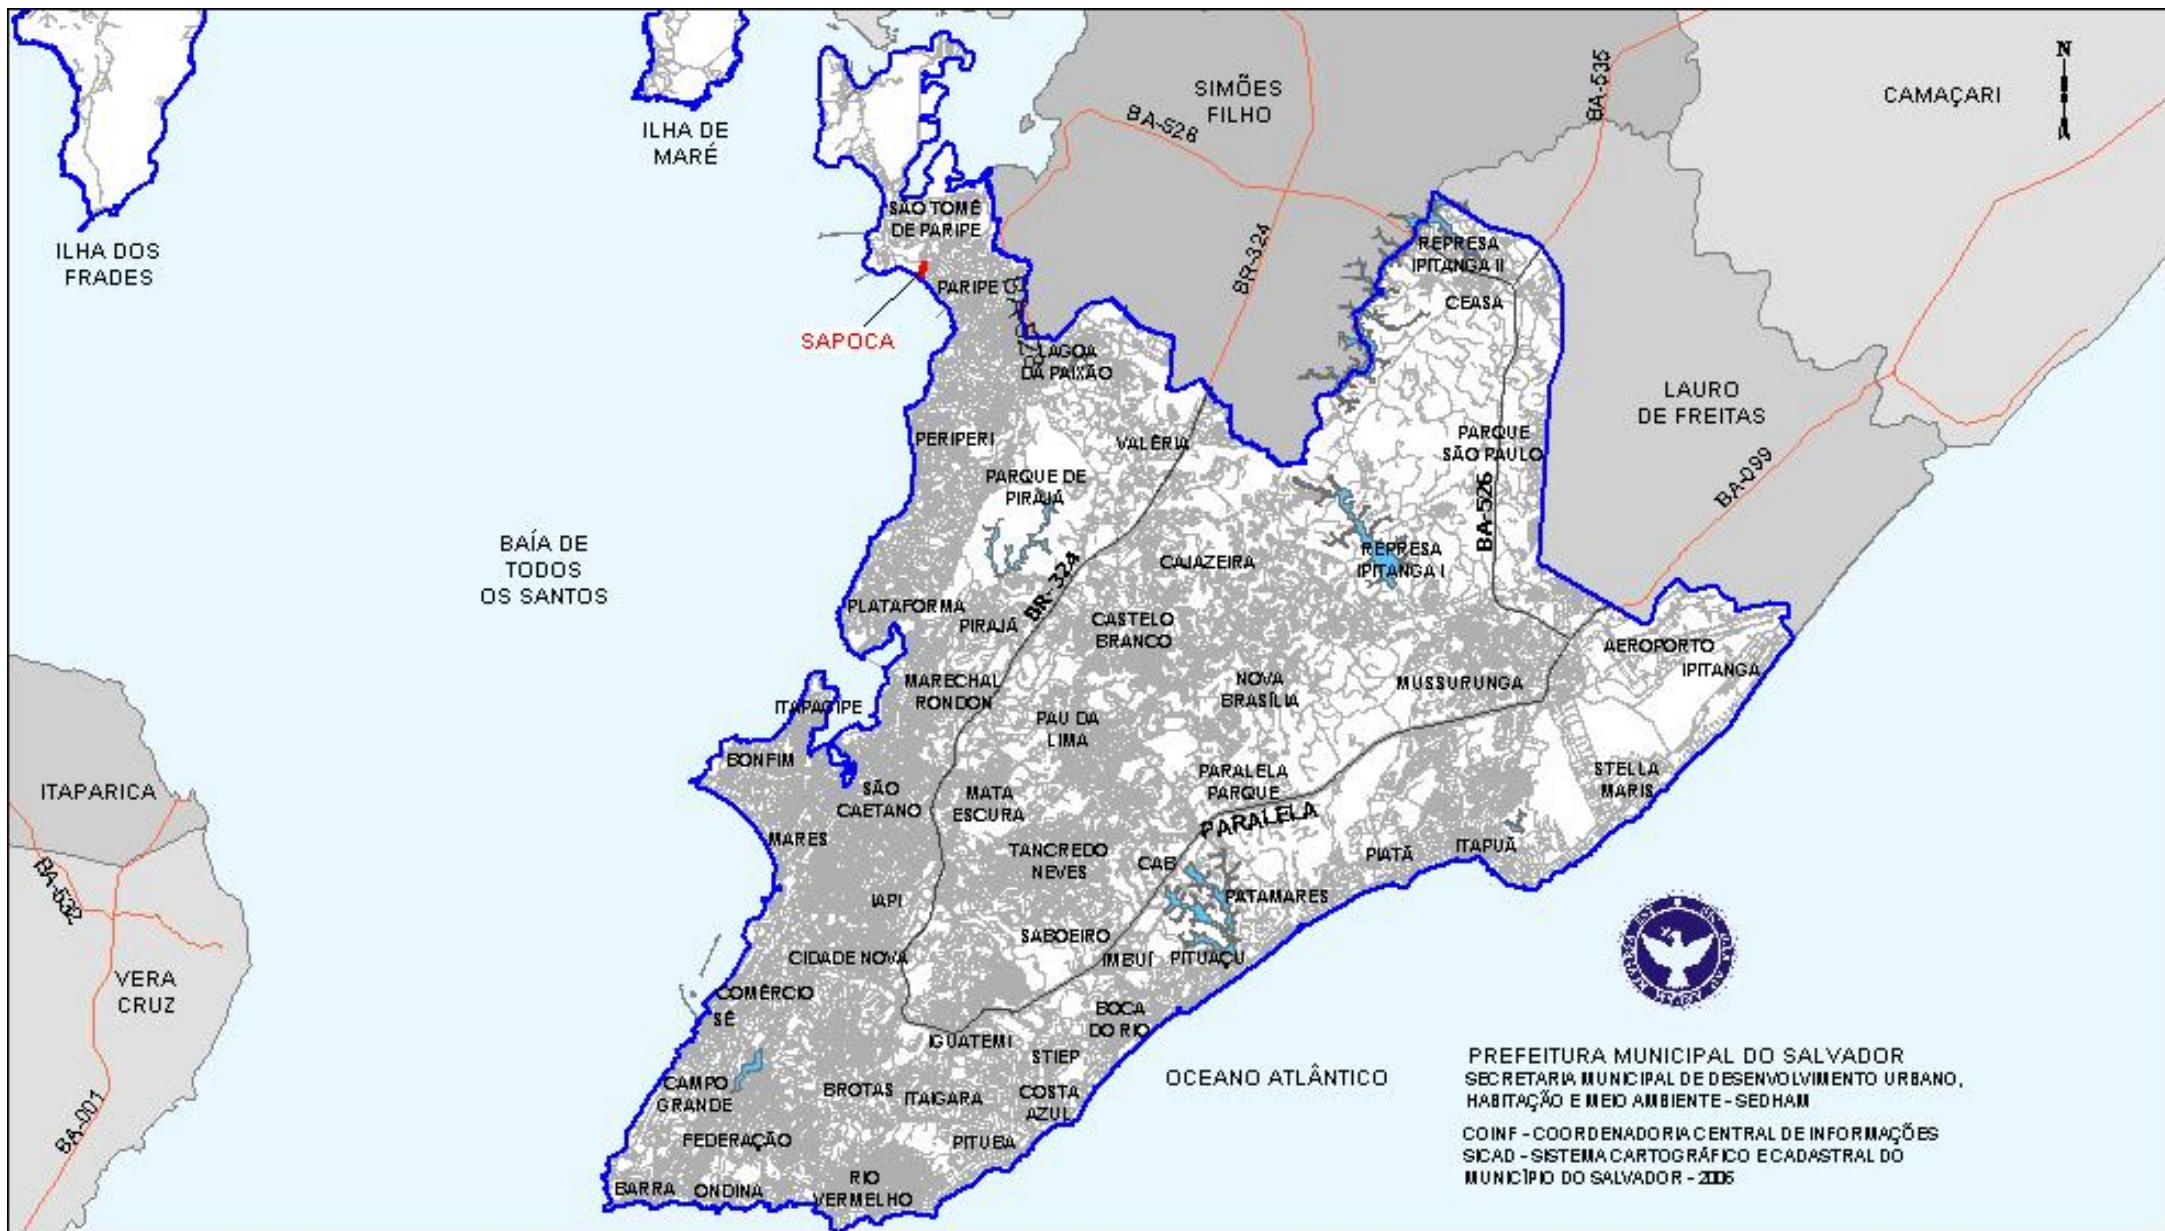 N
SIMÕES
FILHO
BA-535
CAMAÇARI
BA-526
ILHA DE
MARÉ
SÃO TOMÉ
DE PARIPE
ILHA DOS
FRADES
BR-324
REPRESA
IPITANGA II
CEASA
PARIPE
SAPOCA
LAGOA
DA PAIXÃO
LAURO
DE FREITAS
PERIPERI
VALÉRIA
PARQUE
SÃO PAULO
PARQUE DE
PIRAJÁ
BA-099
BA-526
BAÍA DE
TODOS
OS SANTOS
CAJAZEIRA
REPRESA
IPITANGA I
BR-324
PLATAFORMA
PIRAJÁ
CASTELO
BRANCO
AEROPORTO
IPITANGA
MARECHAL
RONDON
NOVA
BRASÍLIA
MUSSURUNGA
ITAPAGIPE
PAU DA
LIMA
BONFIM
PARALELA
PARQUE
STELLA
MARIS
ITAPARICA
SÃO
CAETANO
MATA
ESCURA
PARALELA
MARES
TANCREDO
NEVES
CAB
PIATÃ
ITAPUÃ
BA-532
IAPI
PATAMARES
SABOEIRO
CIDADE NOVA
IMBUÍ
PITUAÇU
VERA
CRUZ
COMÉRCIO
SÉ
BOCA
DO RIO
IGUATEMI
STIEP
OCEANO ATLÂNTICO
CAMPO
GRANDE
BROTAS
ITAIGARA
COSTA
AZUL
BA-001
FEDERAÇÃO
PITUBA
BARRA
ONDINA
RIO
VERMELHO
PREFEITURA MUNICIPAL DO SALVADOR
SECRETARIA MUNICIPAL DE DESENVOLVIMENTO URBANO,
HABITAÇÃO E MEIO AMBIENTE - SEDHAM
COINF - COORDENADORIA CENTRAL DE INFORMAÇÕES
SICAD - SISTEMA CARTOGRÁFICO E CADASTRAL DO
MUNICÍPIO DO SALVADOR - 2006